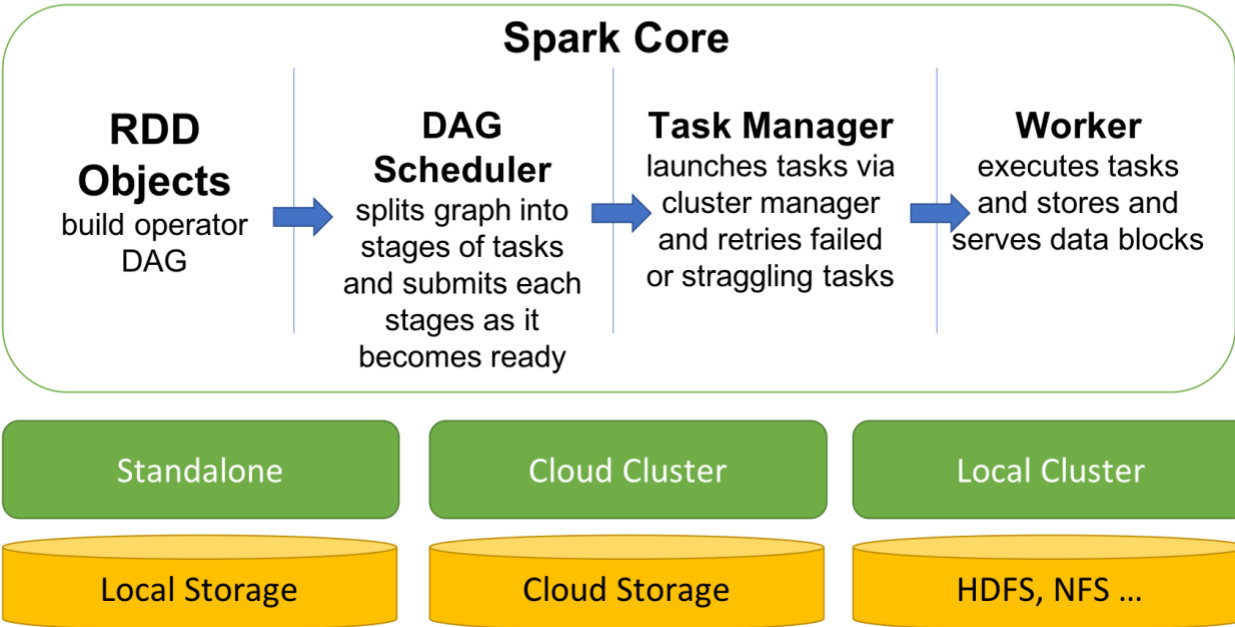 Spark Core
RDD
Objects
build operator
DAG
DAG
Scheduler
splits graph into
stages of tasks
and submits each
stages as it
becomes ready
Task Manager
launches tasks via
cluster manager
and retries failed
or straggling tasks
Worker
executes tasks
and stores and
serves data blocks
Standalone
Cloud Cluster
Local Cluster
Local Storage
Cloud Storage
HDFS, NFS ...